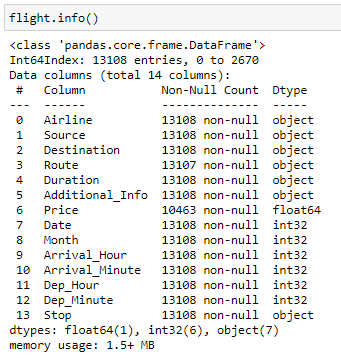 flight.info()
<class 'pandas.core.frame.DataFrame'>
Int64Index: 13108 entries, 0 to 2670
Data columns (total 14 columns):
 #   Column           Non-Null Count  Dtype
---  ------           --------------  -----
 0   Airline          13108 non-null  object
 1   Source           13108 non-null  object
 2   Destination      13108 non-null  object
 3   Route            13107 non-null  object
 4   Duration         13108 non-null  object
 5   Additional_Info  13108 non-null  object
 6   Price            10463 non-null  float64
 7   Date             13108 non-null  int32
 8   Month            13108 non-null  int32
 9   Arrival_Hour     13108 non-null  int32
 10  Arrival_Minute   13108 non-null  int32
 11  Dep_Hour         13108 non-null  int32
 12  Dep_Minute       13108 non-null  int32
 13  Stop             13108 non-null  object
dtypes: float64(1), int32(6), object(7)
memory usage: 1.5+ MB